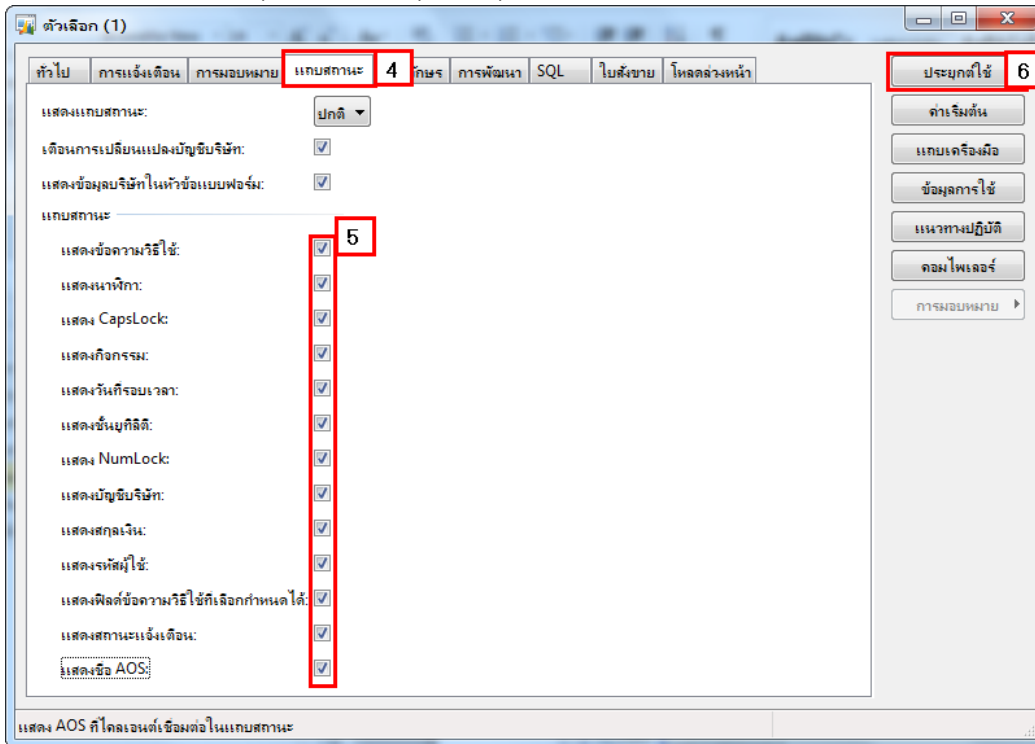 ตัวเลือก (1)
ทั่วไป การแจ้งเตือน การมอบหมาย แถบสถานะ 4 อักษร การพัฒนา SQL ใบสั่งขาย โหลดล่วงหน้า
ประยุกต์ใช้ 6
แสดงแถบสถานะ: ปกติ
ค่าเริ่มต้น
เตือนการเปลี่ยนแปลงบัญชีบริษัท:
แถบเครื่องมือ
แสดงข้อมูลบริษัทในหัวข้อแบบฟอร์ม:
ข้อมูลการใช้
แถบสถานะ
แนวทางปฏิบัติ
5
แสดงข้อความวิธีใช้:
คอมไพเลอร์
แสดงนาฬิกา:
การมอบหมาย
แสดง CapsLock:
แสดงกิจกรรม:
แสดงวันที่รอบเวลา:
แสดงชั้นยูทิลิตี:
แสดง NumLock:
แสดงบัญชีบริษัท:
แสดงสกุลเงิน:
แสดงรหัสผู้ใช้:
แสดงฟิลด์ข้อความวิธีใช้ที่เลือกกำหนดได้:
แสดงสถานะแจ้งเตือน:
แสดงชื่อ AOS:
แสดง AOS ที่ไคลเอนต์เชื่อมต่อในแถบสถานะ